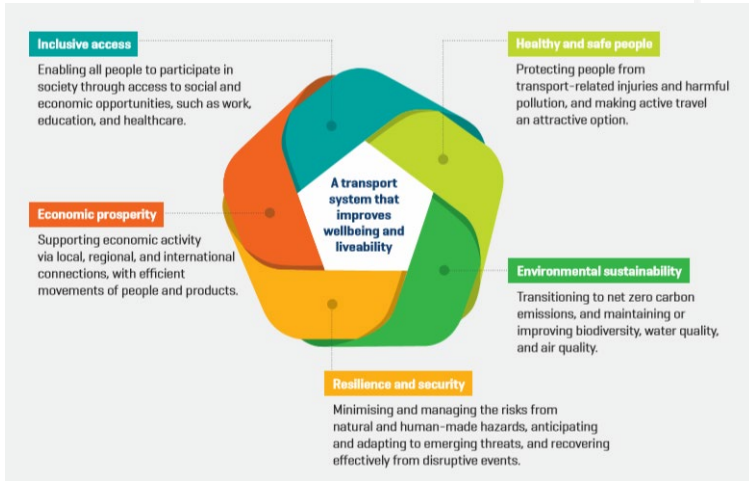 Inclusive access
Enabling all people to participate in
society through access to social and
economic opportunities, such as work,
education, and healthcare.
Healthy and safe people
Protecting people from
transport-related injuries and harmful
pollution, and making active travel
an attractive option.
A transport
system that
improves
wellbeing and
liveability
Economic prosperity
Supporting economic activity
via local, regional, and international
connections, with efficient
movements of people and products.
Environmental sustainability
Transitioning to net zero carbon
emissions, and maintaining or
improving biodiversity, water quality,
and air quality.
Resilience and security
Minimising and managing the risks from
natural and human-made hazards, anticipating
and adapting to emerging threats, and recovering
effectively from disruptive events.